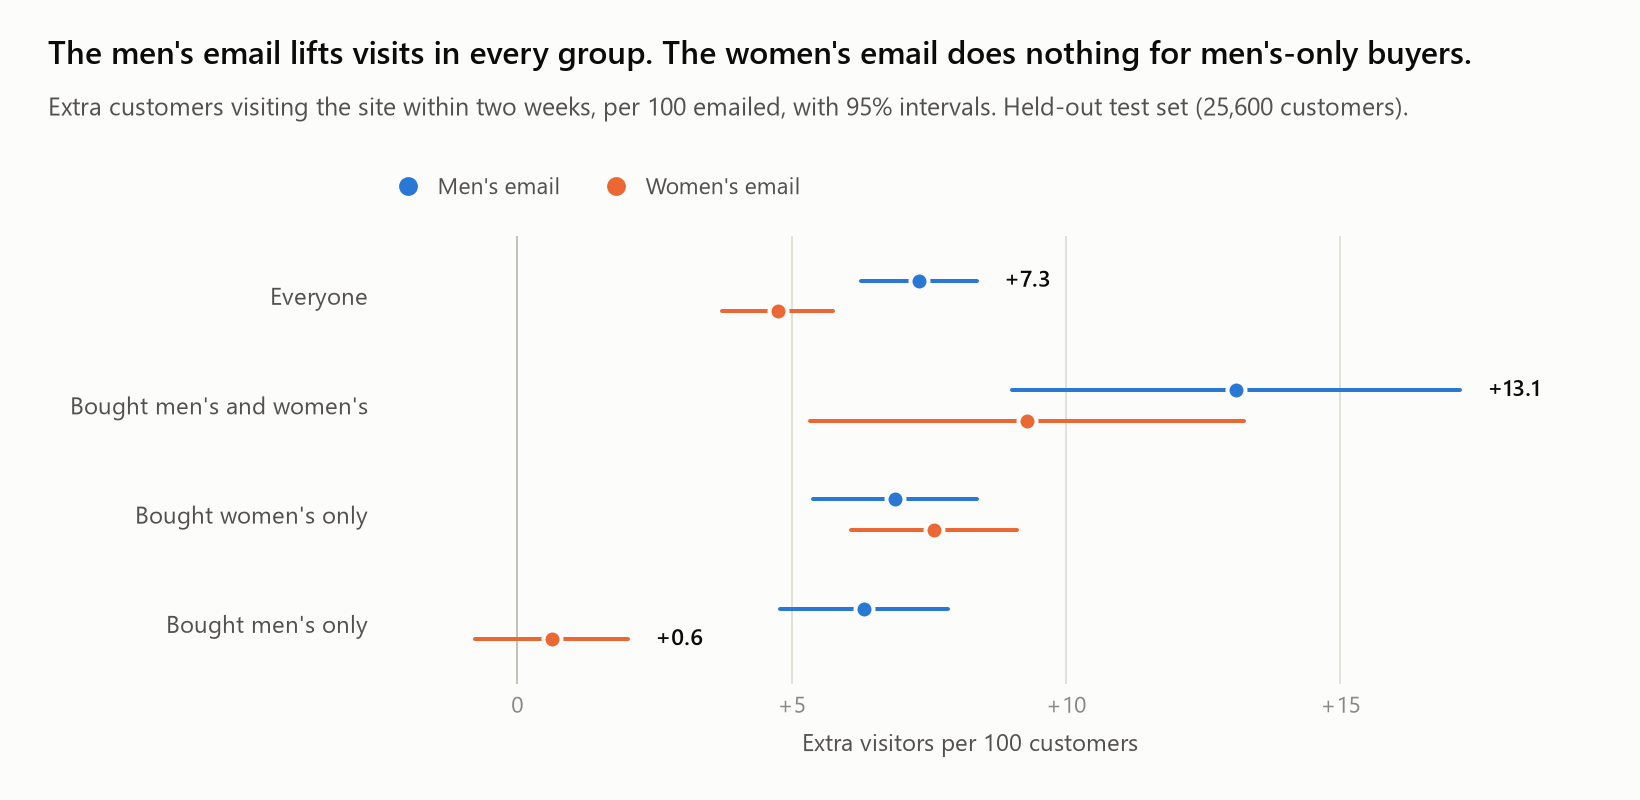 The men's email lifts visits in every group. The women's email does nothing for men's-only buyers.
Extra customers visiting the site within two weeks, per 100 emailed, with 95% intervals. Held-out test set (25,600 customers).
Men's email Women's email
Everyone
+7.3
Bought men's and women's
+13.1
Bought women's only
Bought men's only
+0.6
0 +5 +10 +15
Extra visitors per 100 customers